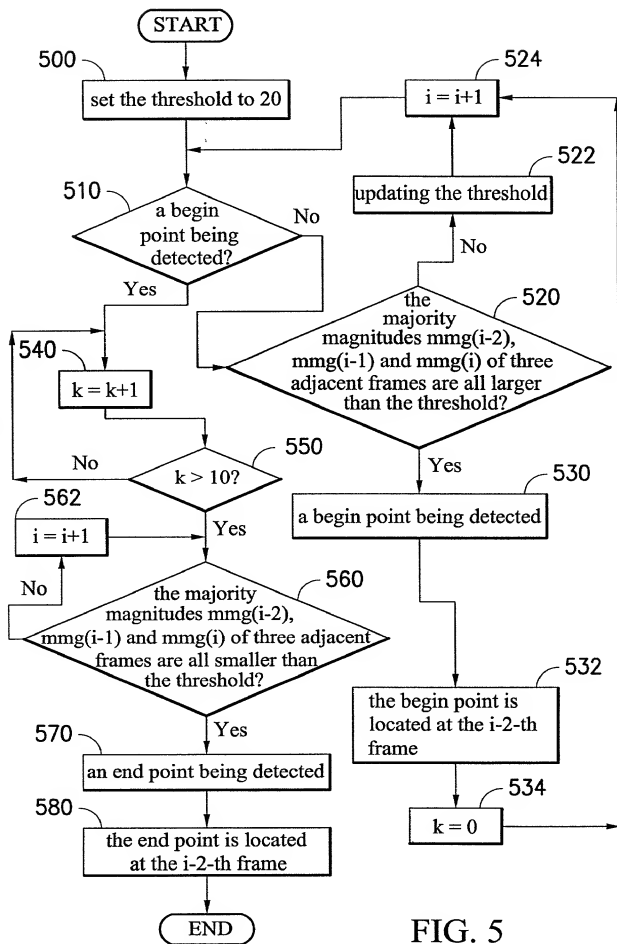 START
500
set the threshold to 20
510
a begin
point being
detected?
No
Yes
540
k = k+1
550
k > 10?
No
Yes
562
i = i+1
No
560
the majority
magnitudes mmg(i-2),
mmg(i-1) and mmg(i) of three adjacent
frames are all smaller than
the threshold?
Yes
570
an end point being detected
580
the end point is located
at the i-2-th frame
END
524
i = i+1
522
updating the threshold
No
520
the
majority
magnitudes mmg(i-2),
mmg(i-1) and mmg(i) of three
adjacent frames are all larger
than the threshold?
Yes
530
a begin point being detected
532
the begin point is
located at the i-2-th
frame
534
k = 0
FIG. 5